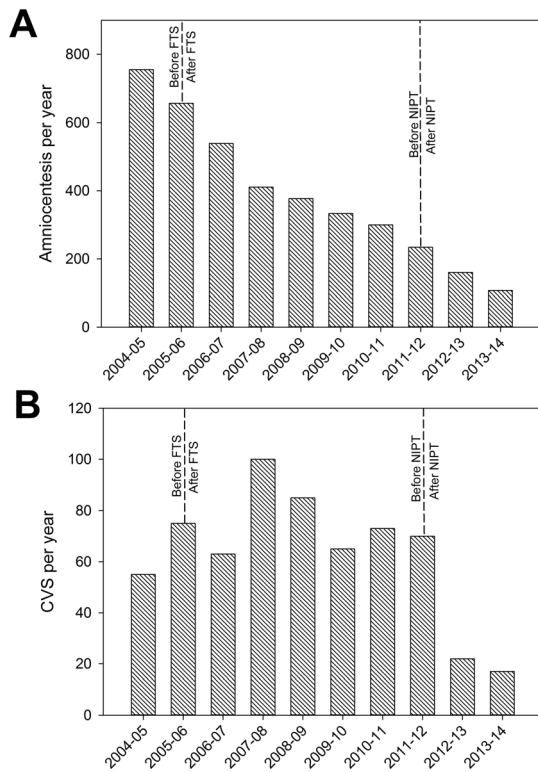 A
Amniocentesis per year
800
600
400
200
0
Before FTS
After FTS
Before NIPT
After NIPT
2004-05
2005-06
2006-07
2007-08
2008-09
2009-10
2010-11
2011-12
2012-13
2013-14
B
CVS per year
120
100
80
60
40
20
0
Before FTS
After FTS
Before NIPT
After NIPT
2004-05
2005-06
2006-07
2007-08
2008-09
2009-10
2010-11
2011-12
2012-13
2013-14